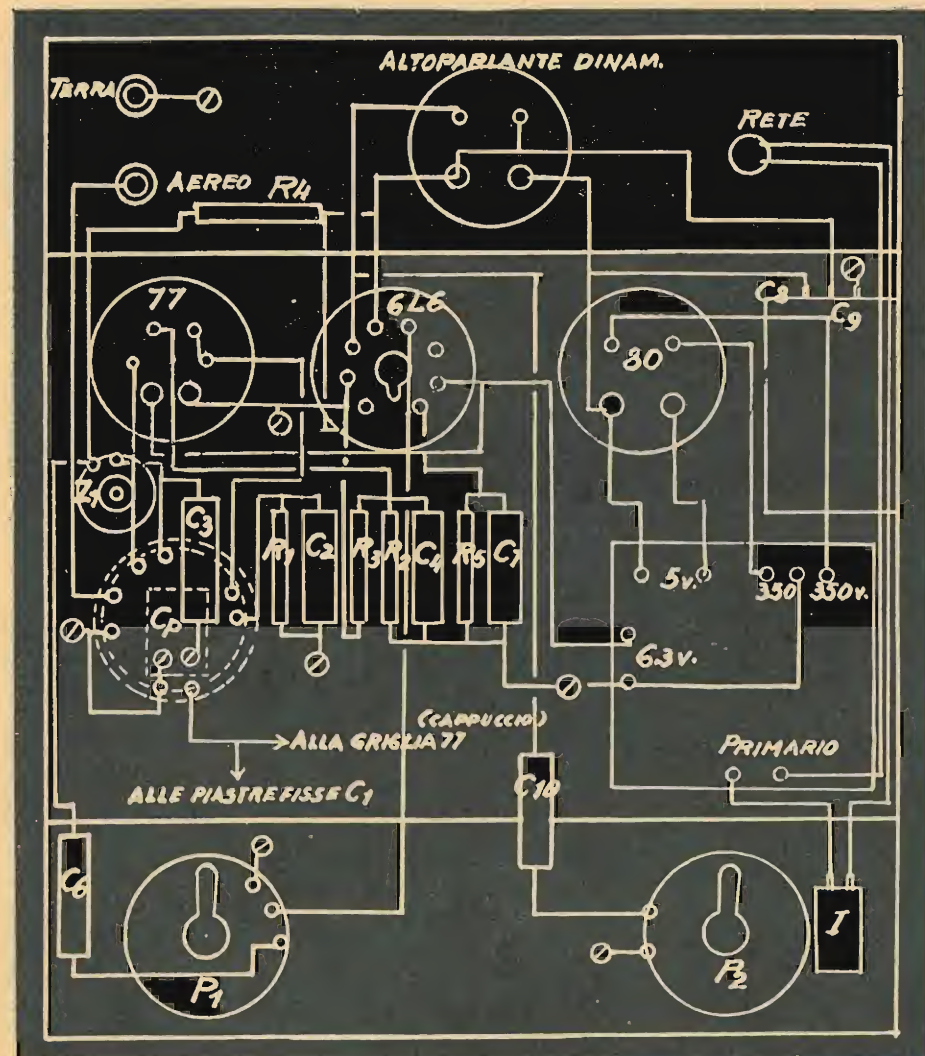 ALTOPARLANTE DINAM.
TERRA
RETE
AEREO
R4
77
6L6
C8
C9
80
Z1
C3
R1
C2
R3
R2
C4
R5
C7
5v.
350
350v.
CP
6.3v.
(CAPPUCCIO)
ALLA GRIGLIA 77
PRIMARIO
C10
ALLE PIASTRE FISSE C1
C6
I
P1
P2